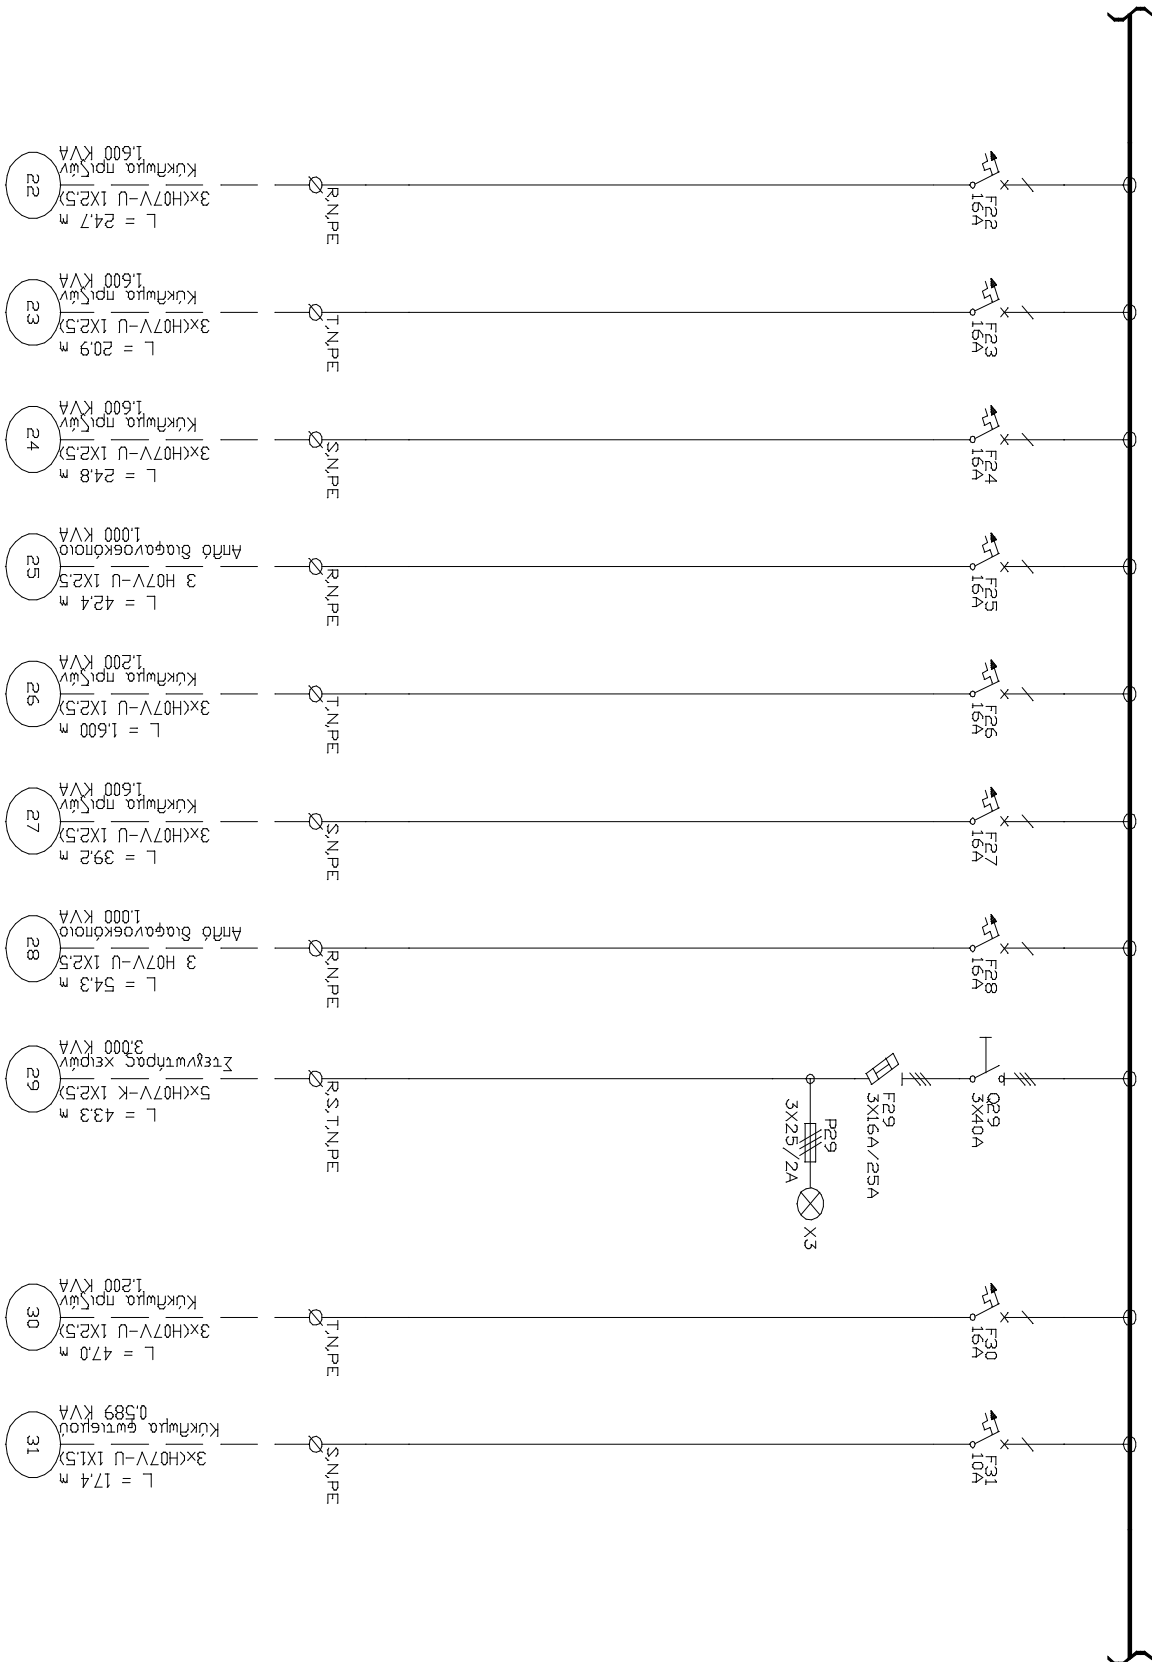 22
1.600 KVA
Κύκλωμα πριζών
3x(H07V-U 1X2.5)
L = 24.7 m
R,N,PE
F22
16A
23
1.600 KVA
Κύκλωμα πριζών
3x(H07V-U 1X2.5)
L = 20.9 m
T,N,PE
F23
16A
24
1.600 KVA
Κύκλωμα πριζών
3x(H07V-U 1X2.5)
L = 24.8 m
S,N,PE
F24
16A
25
1.000 KVA
Απλό διαφανοσκόπιο
3 H07V-U 1X2.5
L = 42.4 m
R,N,PE
F25
16A
26
1.200 KVA
Κύκλωμα πριζών
3x(H07V-U 1X2.5)
L = 1.600 m
T,N,PE
F26
16A
27
1.600 KVA
Κύκλωμα πριζών
3x(H07V-U 1X2.5)
L = 39.2 m
S,N,PE
F27
16A
28
1.000 KVA
Απλό διαφανοσκόπιο
3 H07V-U 1X2.5
L = 54.3 m
R,N,PE
F28
16A
29
3.000 KVA
Στεγνωτήρας χειρών
5x(H07V-K 1X2.5)
L = 43.3 m
R,S,T,N,PE
P29
3X25/2A
X3
F29
3X16A/25A
Q29
3X40A
30
1.200 KVA
Κύκλωμα πριζών
3x(H07V-U 1X2.5)
L = 47.0 m
T,N,PE
F30
16A
31
0.589 KVA
Κύκλωμα φωτισμού
3x(H07V-U 1X1.5)
L = 17.4 m
S,N,PE
F31
10A